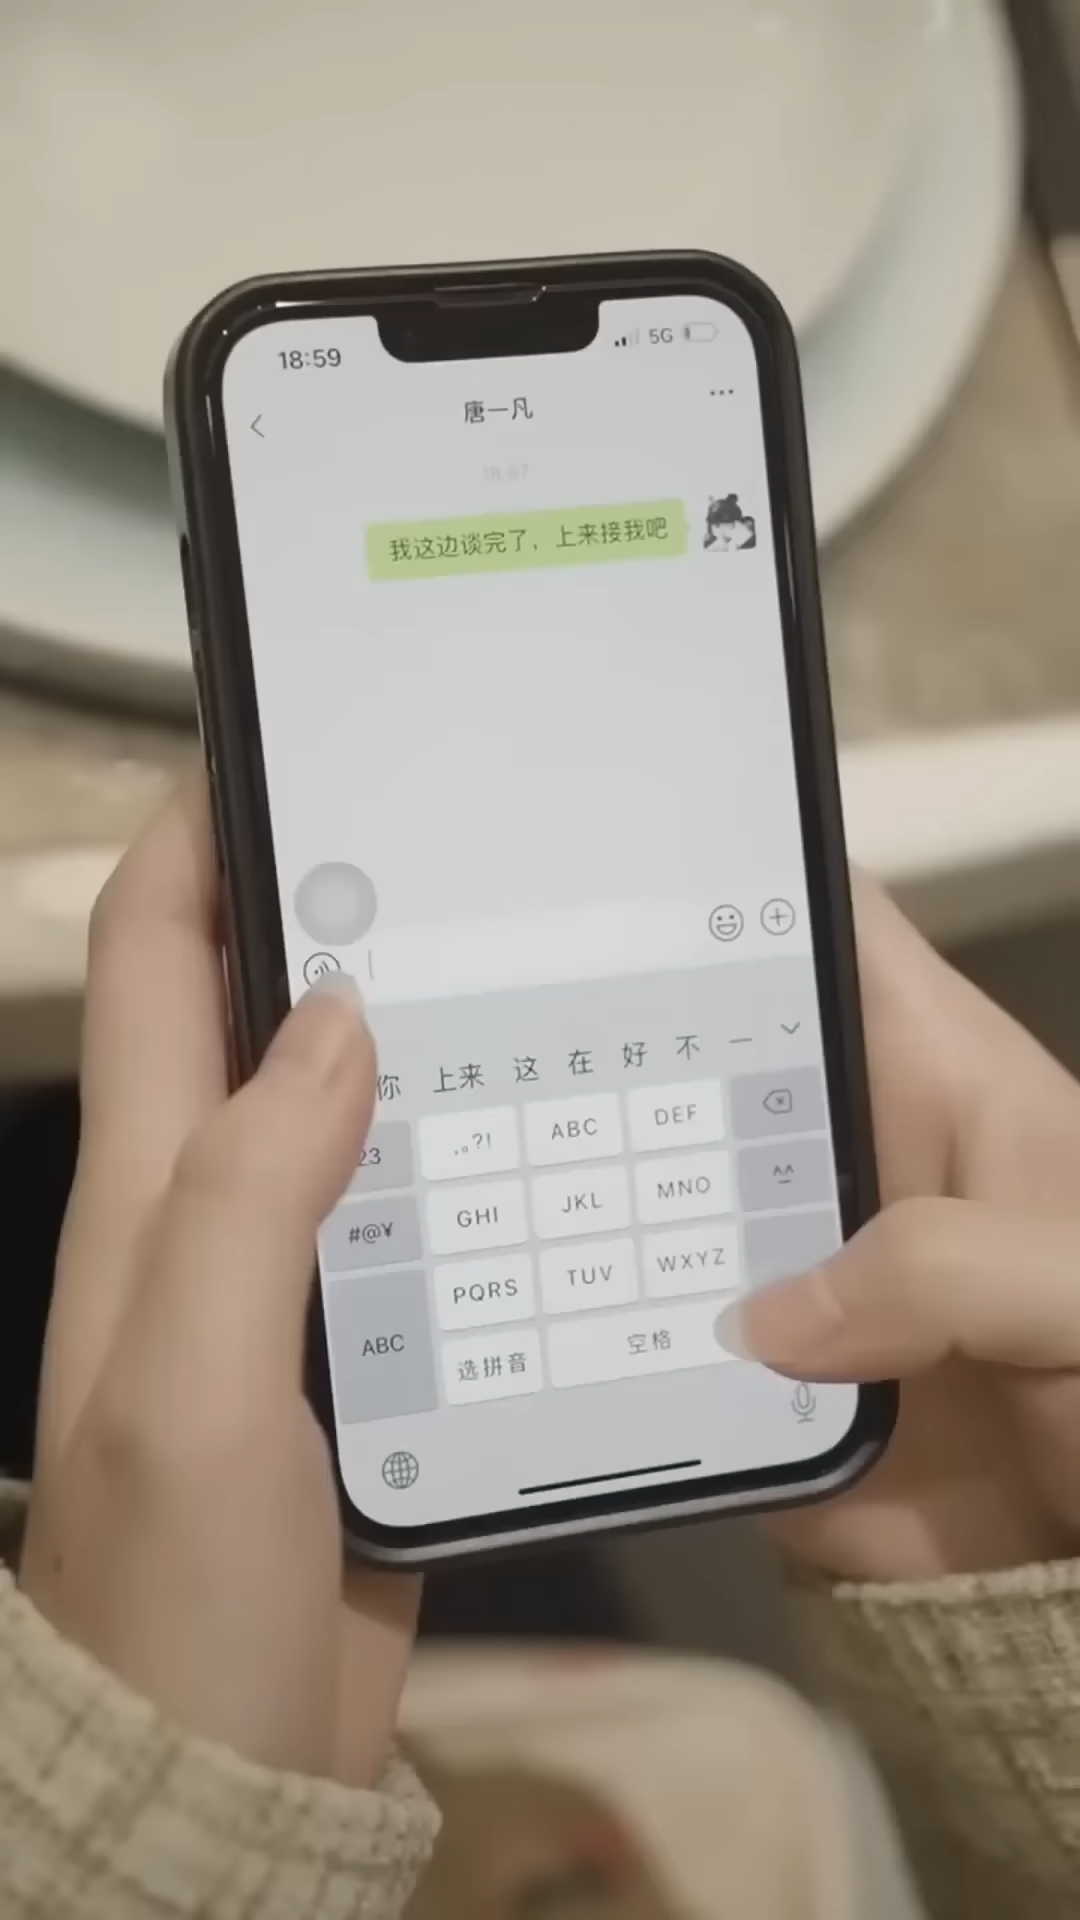 18:59
5G
唐一凡
我这边谈完了，上来接我吧
你 上来 这 在 好 不 一
23 .。?! ABC DEF
#@¥ GHI JKL MNO ^^
PQRS TUV WXYZ
ABC 选拼音 空格